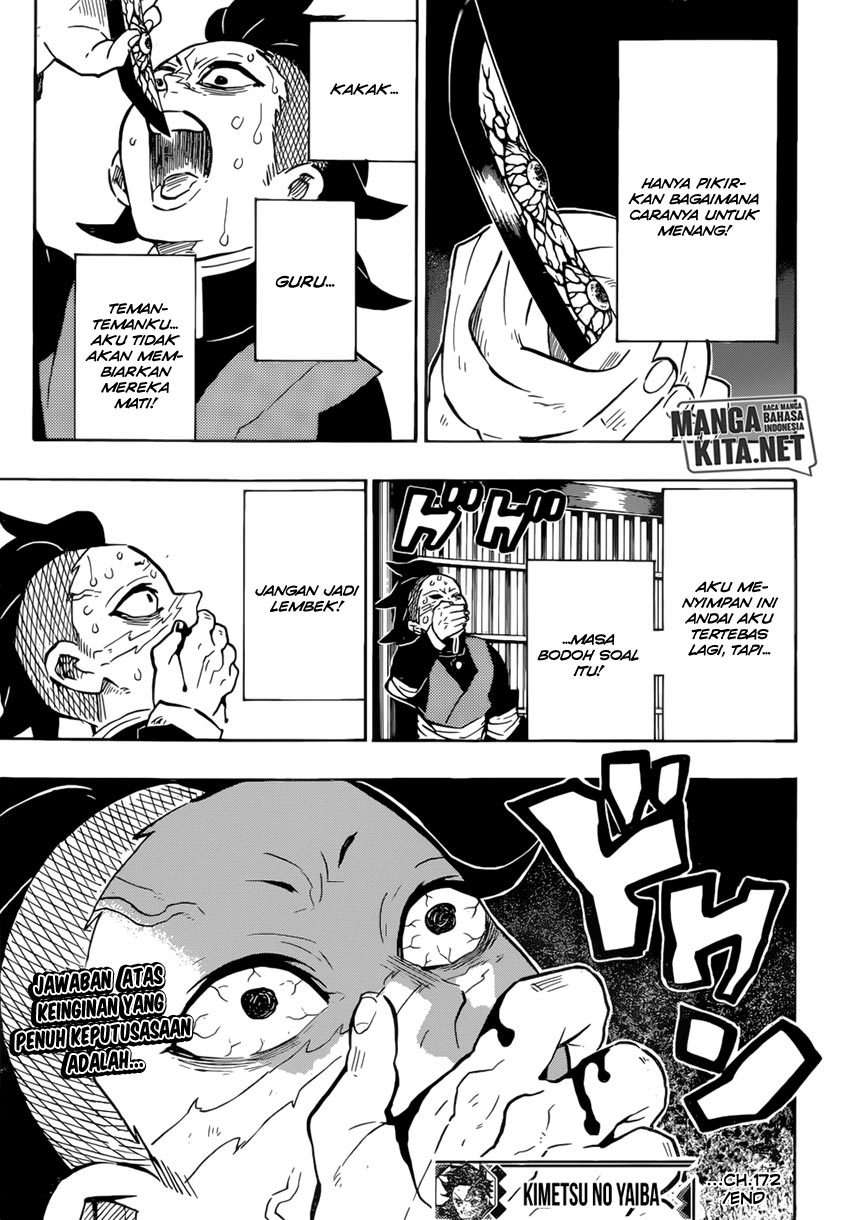 HANYA PIKIR-
KAN BAGAIMANA
CARANYA UNTUK
MENANG!
KAKAK...
GURU...
TEMAN-
TEMANKU...
AKU TIDAK
AKAN MEM-
BIARKAN
MEREKA
MATI!
MANGA
KITA.NET
BACA MANGA
BAHASA
INDONESIA
ドドド
AKU ME-
NYIMPAN INI
ANDAI AKU
TERTEBAS
LAGI, TAPI...
...MASA
BODOH SOAL
ITU!
JANGAN JADI
LEMBEK!
ドクン
JAWABAN ATAS
KEINGINAN YANG
PENUH KEPUTUSASAAN
ADALAH...
KIMETSU NO YAIBA
...CH.172
/END